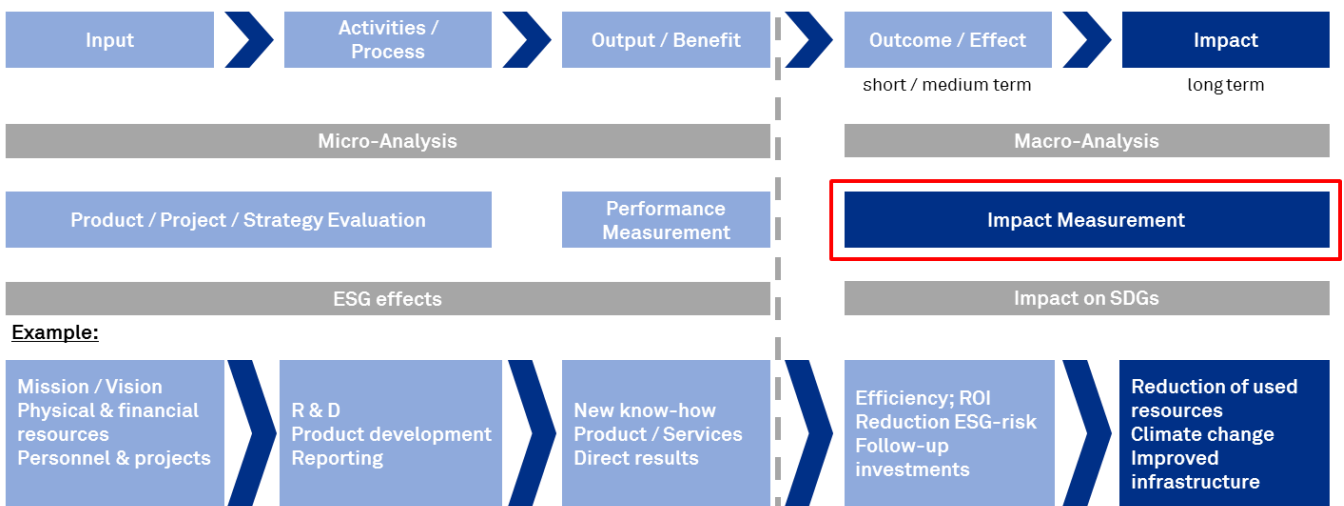 Input
Activities /
Process
Output / Benefit
Outcome / Effect
Impact
short / medium term
long term
Micro-Analysis
Macro-Analysis
Product / Project / Strategy Evaluation
Performance
Measurement
Impact Measurement
ESG effects
Impact on SDGs
Example:
Mission / Vision
Physical & financial
resources
Personnel & projects
R & D
Product development
Reporting
New know-how
Product / Services
Direct results
Efficiency; ROI
Reduction ESG-risk
Follow-up
investments
Reduction of used
resources
Climate change
Improved
infrastructure